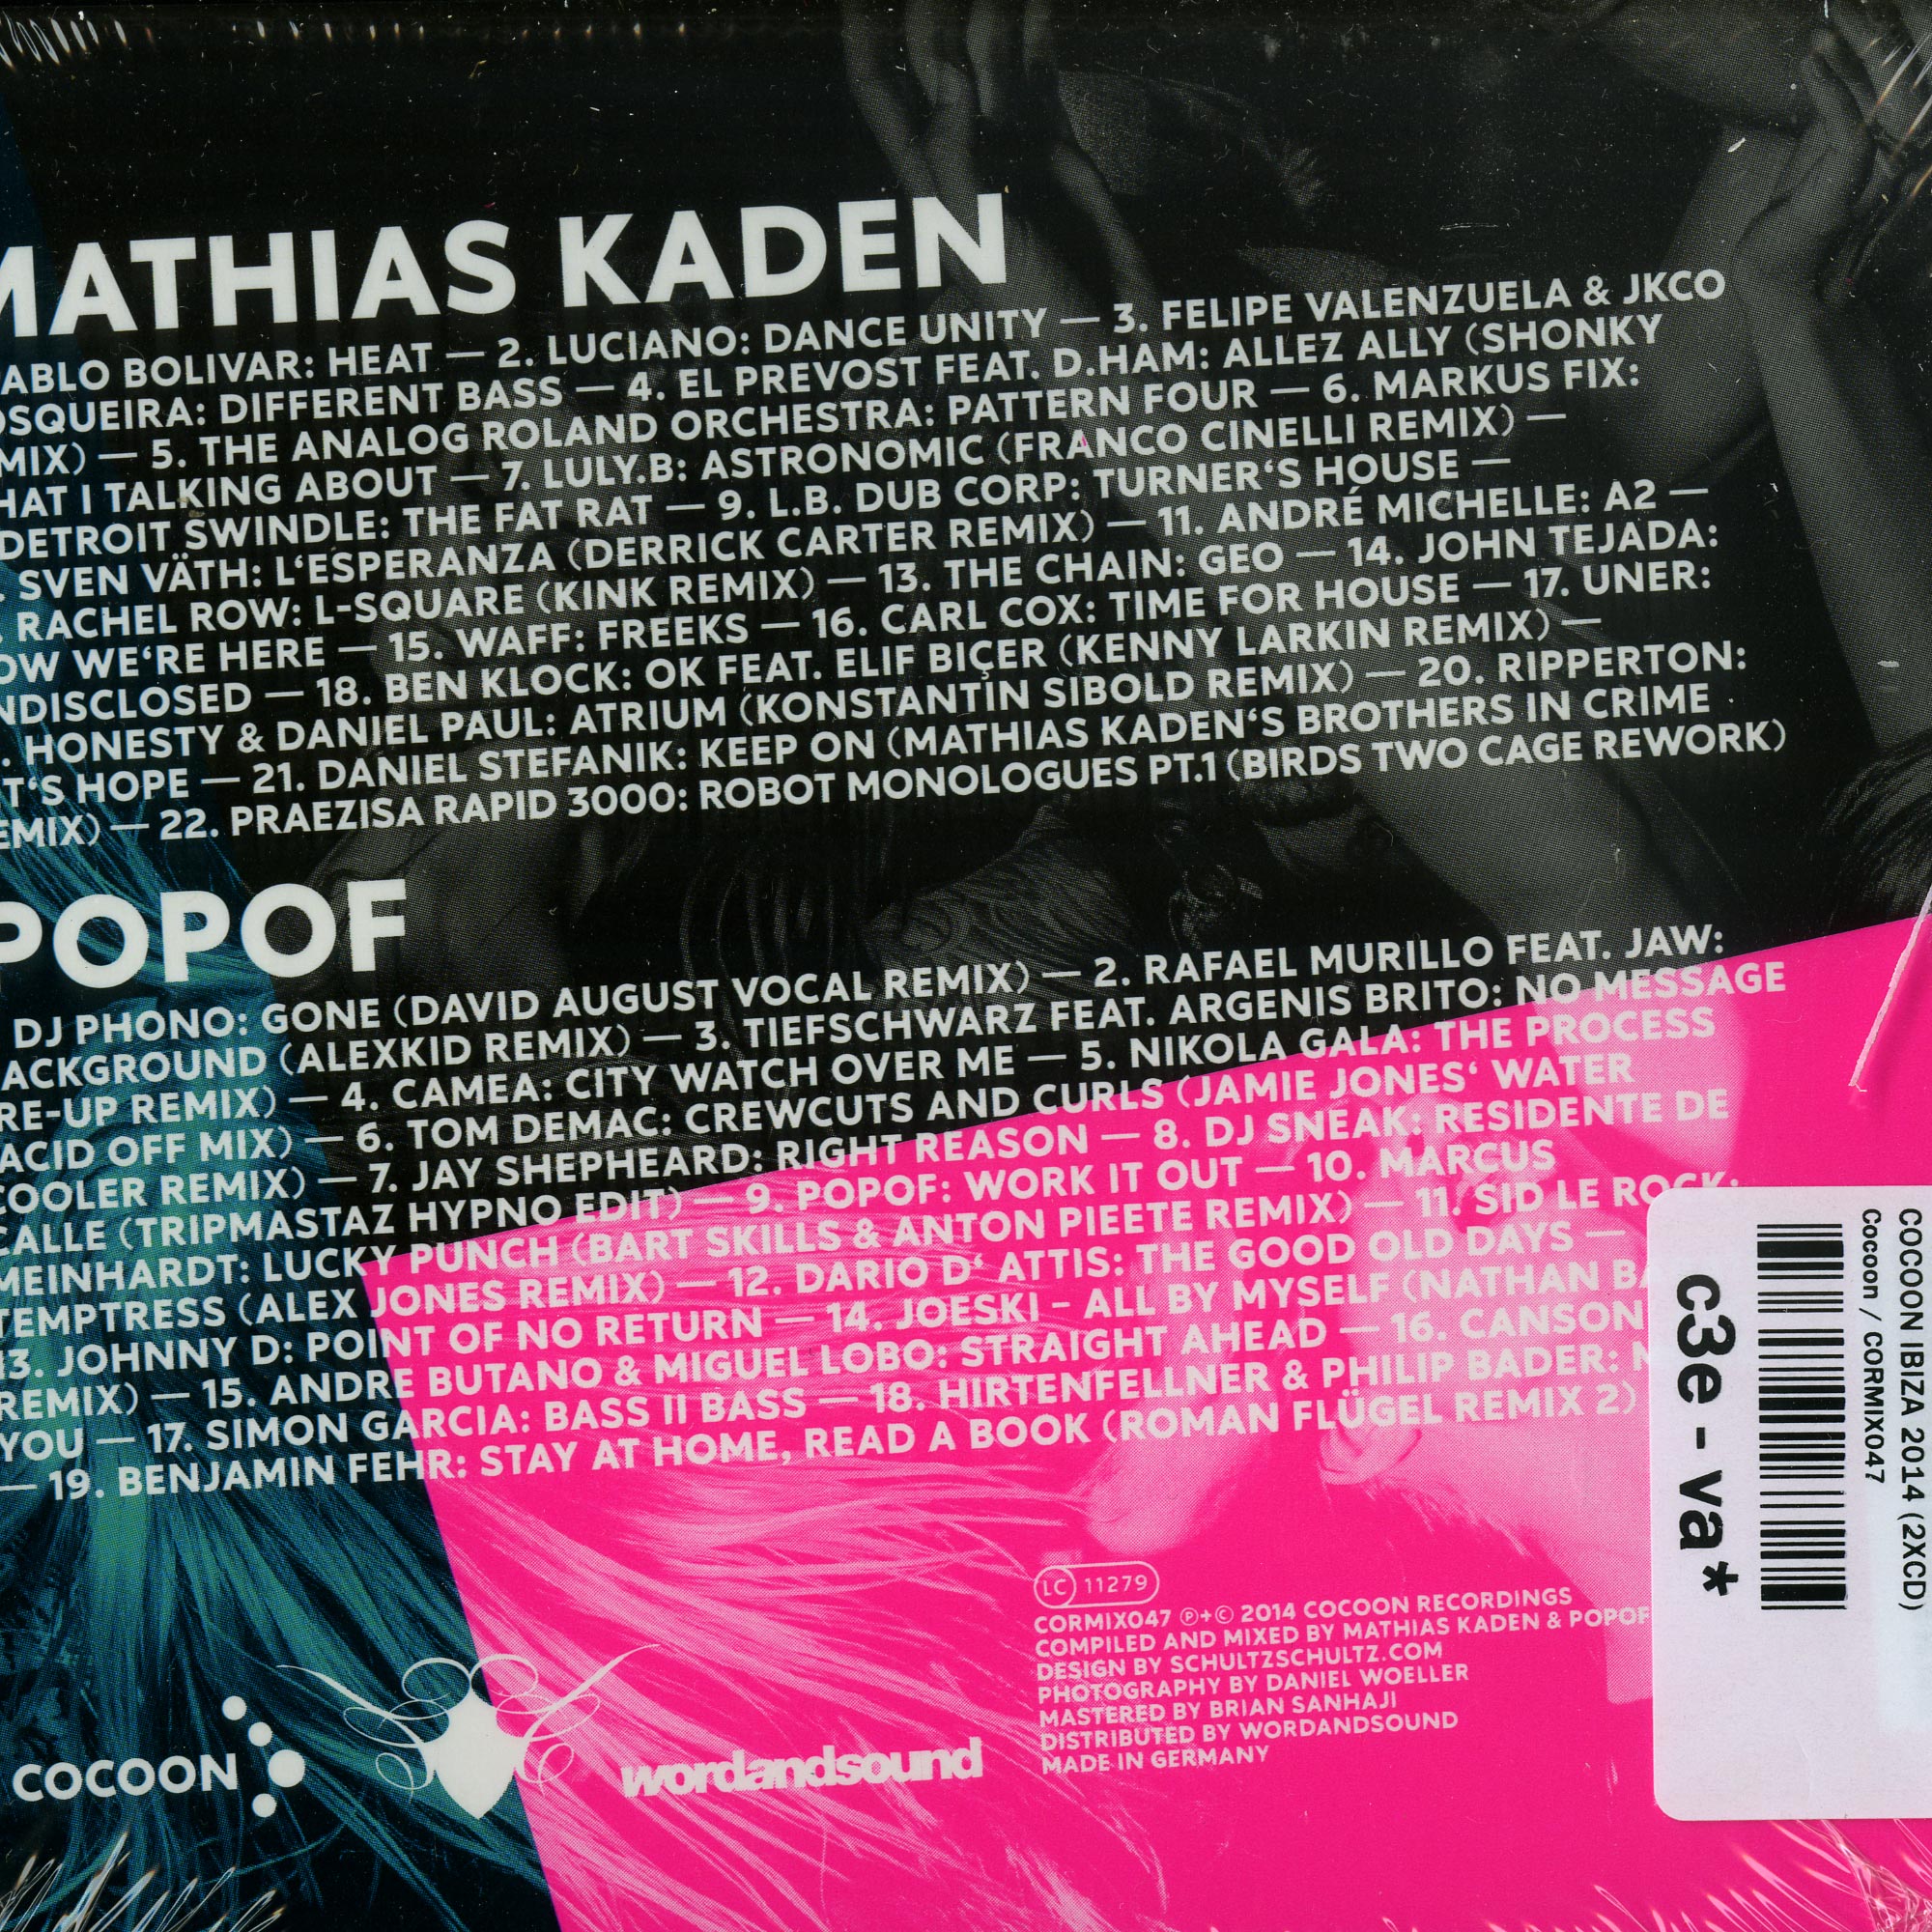 MATHIAS KADEN
ABLO BOLIVAR: HEAT — 2. LUCIANO: DANCE UNITY — 3. FELIPE VALENZUELA & JKCO
OSQUEIRA: DIFFERENT BASS — 4. EL PREVOST FEAT. D.HAM: ALLEZ ALLY (SHONKY
MIX) — 5. THE ANALOG ROLAND ORCHESTRA: PATTERN FOUR — 6. MARKUS FIX:
HAT I TALKING ABOUT — 7. LULY.B: ASTRONOMIC (FRANCO CINELLI REMIX) —
DETROIT SWINDLE: THE FAT RAT — 9. L.B. DUB CORP: TURNER‘S HOUSE —
. SVEN VÄTH: L‘ESPERANZA (DERRICK CARTER REMIX) — 11. ANDRÉ MICHELLE: A2 —
. RACHEL ROW: L-SQUARE (KINK REMIX) — 13. THE CHAIN: GEO — 14. JOHN TEJADA:
OW WE‘RE HERE — 15. WAFF: FREEKS — 16. CARL COX: TIME FOR HOUSE — 17. UNER:
NDISCLOSED — 18. BEN KLOCK: OK FEAT. ELIF BIÇER (KENNY LARKIN REMIX) —
. HONESTY & DANIEL PAUL: ATRIUM (KONSTANTIN SIBOLD REMIX) — 20. RIPPERTON:
T‘S HOPE — 21. DANIEL STEFANIK: KEEP ON (MATHIAS KADEN‘S BROTHERS IN CRIME
EMIX) — 22. PRAEZISA RAPID 3000: ROBOT MONOLOGUES PT.1 (BIRDS TWO CAGE REWORK)
POPOF
DJ PHONO: GONE (DAVID AUGUST VOCAL REMIX) — 2. RAFAEL MURILLO FEAT. JAW:
ACKGROUND (ALEXKID REMIX) — 3. TIEFSCHWARZ FEAT. ARGENIS BRITO: NO MESSAGE
RE-UP REMIX) — 4. CAMEA: CITY WATCH OVER ME — 5. NIKOLA GALA: THE PROCESS
ACID OFF MIX) — 6. TOM DEMAC: CREWCUTS AND CURLS (JAMIE JONES‘ WATER
COOLER REMIX) — 7. JAY SHEPHEARD: RIGHT REASON — 8. DJ SNEAK: RESIDENTE DE
CALLE (TRIPMASTAZ HYPNO EDIT) — 9. POPOF: WORK IT OUT — 10. MARCUS
MEINHARDT: LUCKY PUNCH (BART SKILLS & ANTON PIEETE REMIX) — 11. SID LE ROCK:
TEMPTRESS (ALEX JONES REMIX) — 12. DARIO D‘ ATTIS: THE GOOD OLD DAYS —
13. JOHNNY D: POINT OF NO RETURN — 14. JOESKI – ALL BY MYSELF (NATHAN BA
REMIX) — 15. ANDRE BUTANO & MIGUEL LOBO: STRAIGHT AHEAD — 16. CANSON
YOU — 17. SIMON GARCIA: BASS II BASS — 18. HIRTENFELLNER & PHILIP BADER:
— 19. BENJAMIN FEHR: STAY AT HOME, READ A BOOK (ROMAN FLÜGEL REMIX 2)
LC 11279
CORMIX047 ℗+© 2014 COCOON RECORDINGS
COMPILED AND MIXED BY MATHIAS KADEN & POPOF
DESIGN BY SCHULTZSCHULTZ.COM
PHOTOGRAPHY BY DANIEL WOELLER
MASTERED BY BRIAN SANHAJI
DISTRIBUTED BY WORDANDSOUND
MADE IN GERMANY
COCOON
wordandsound
COCOON IBIZA 2014 (2XCD)
Cocoon / CORMIX047
c3e - va*